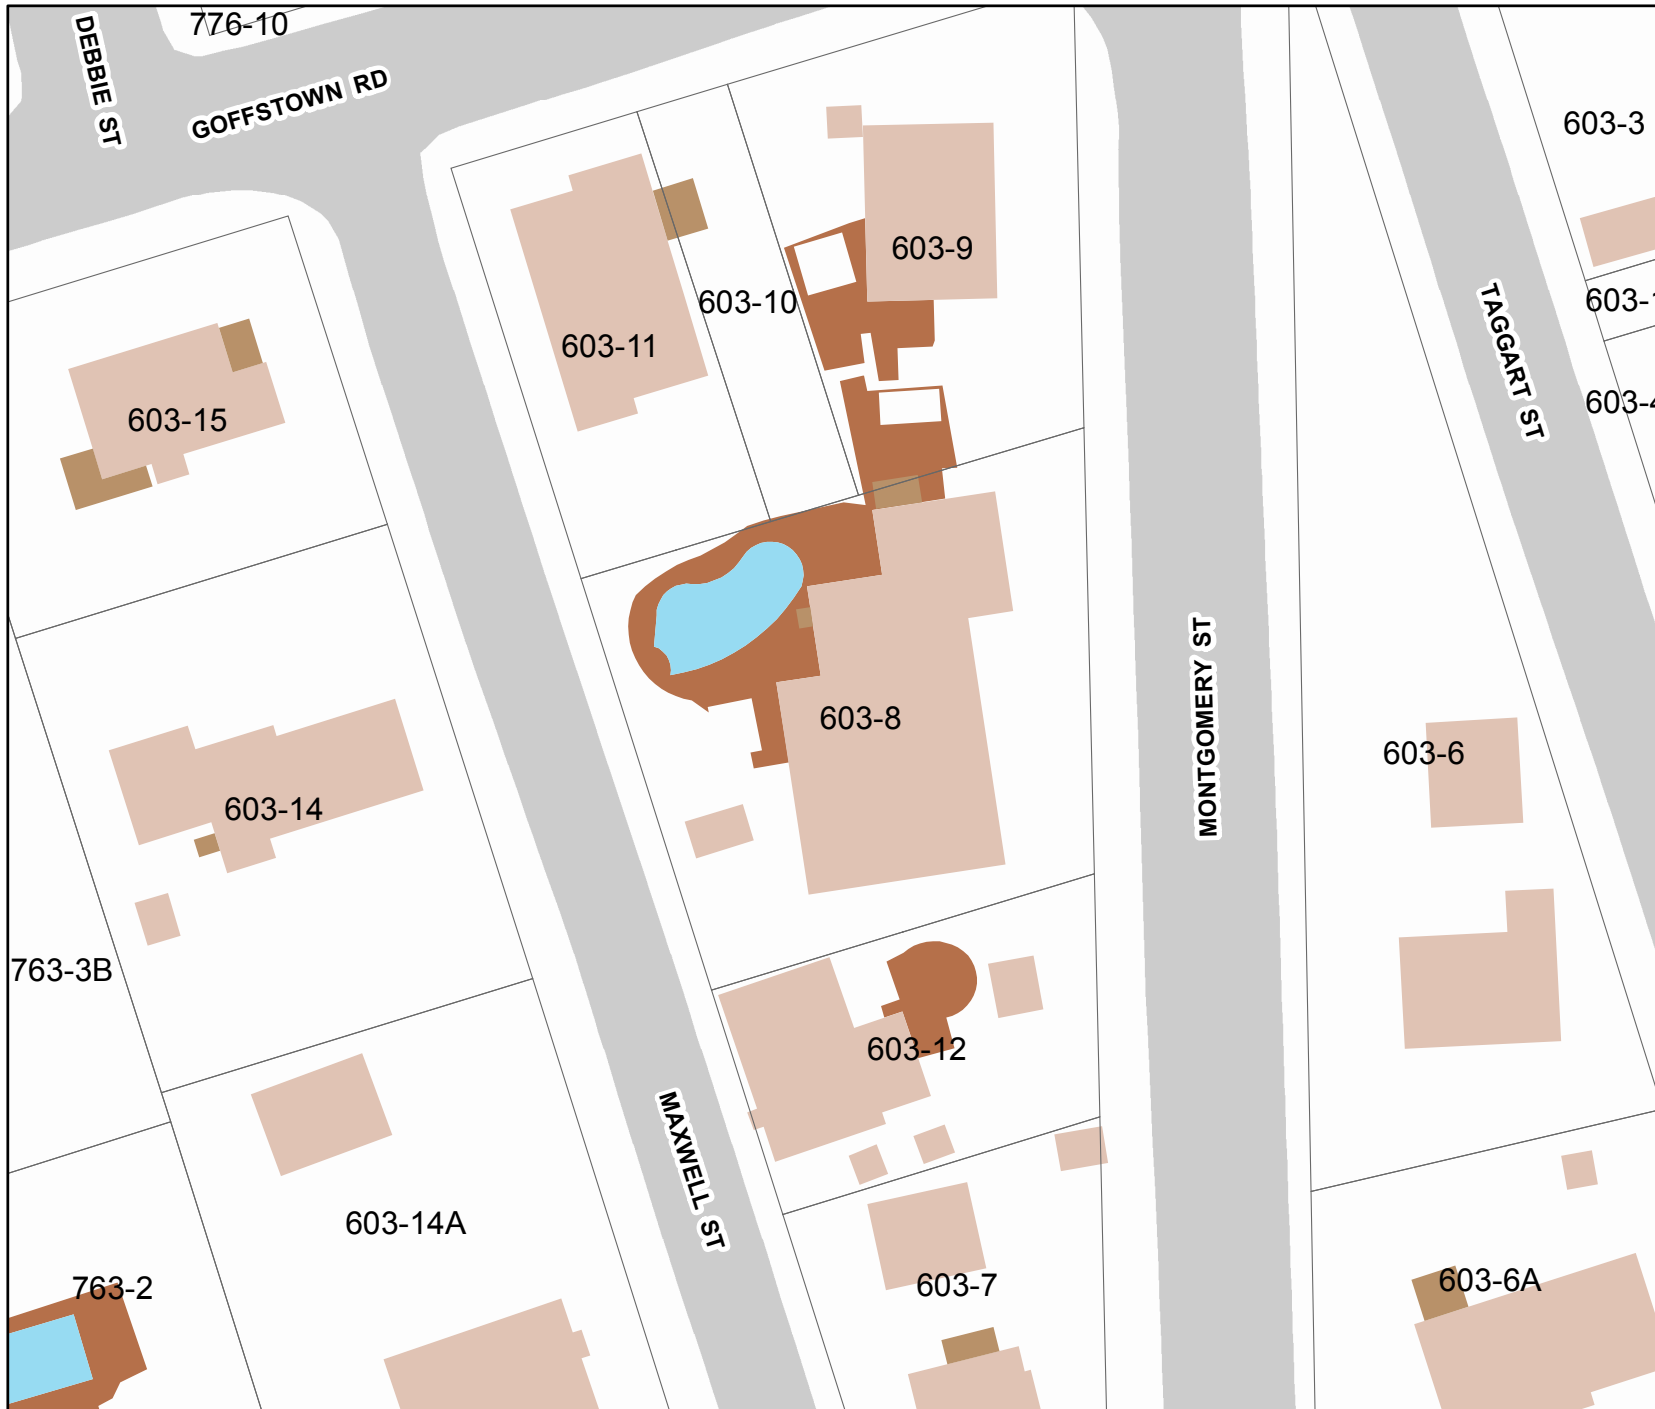 776-10
DEBBIE ST
GOFFSTOWN RD
603-3
603-9
603-10
603-11
603-15
TAGGART ST
603-8
MONTGOMERY ST
603-6
603-14
763-3B
603-12
MAXWELL ST
603-14A
763-2
603-7
603-6A